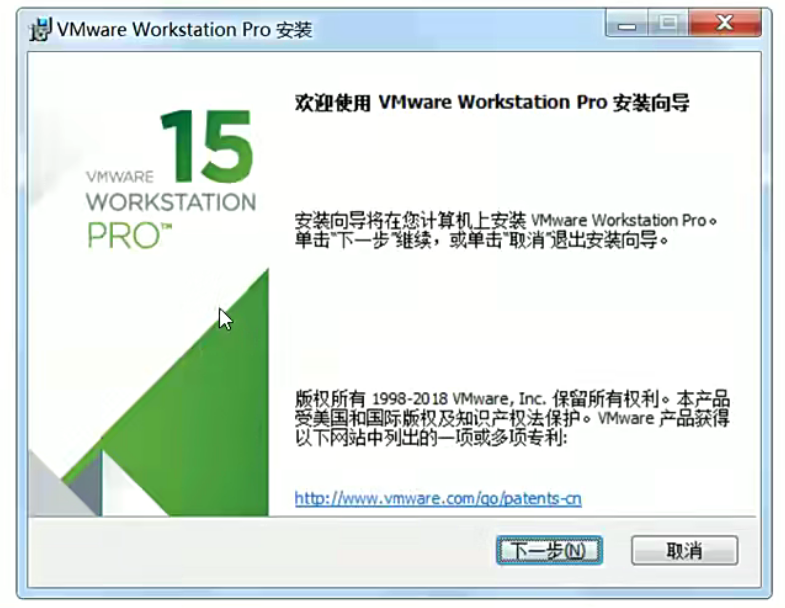 VMware Workstation Pro 安装
15
VMWARE
WORKSTATION
PRO™
欢迎使用 VMware Workstation Pro 安装向导
安装向导将在您计算机上安装 VMware Workstation Pro。
单击“下一步”继续，或单击“取消”退出安装向导。
版权所有 1998-2018 VMware, Inc. 保留所有权利。本产品
受美国和国际版权及知识产权法保护。VMware 产品获得
以下网站中列出的一项或多项专利:
http://www.vmware.com/go/patents-cn
下一步(N)
取消